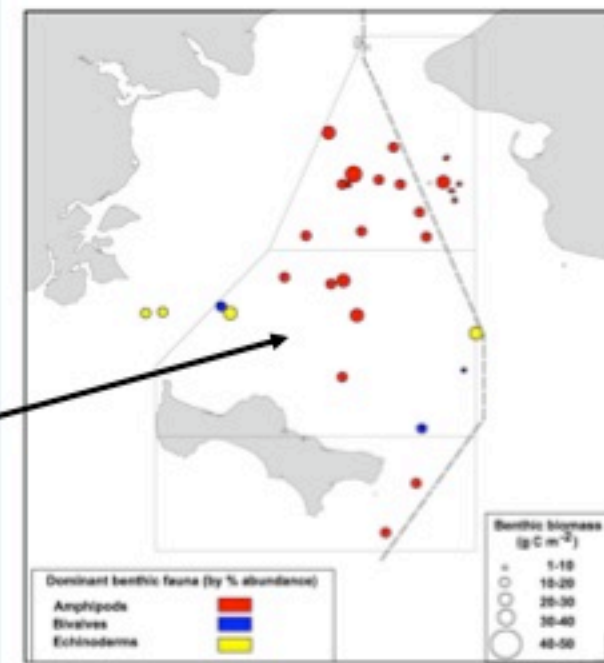 Dominant benthic fauna (by % abundance)
Amphipods
Bivalves
Echinoderms
Benthic biomass
(g C m⁻²)
1-10
10-20
20-30
30-40
40-50